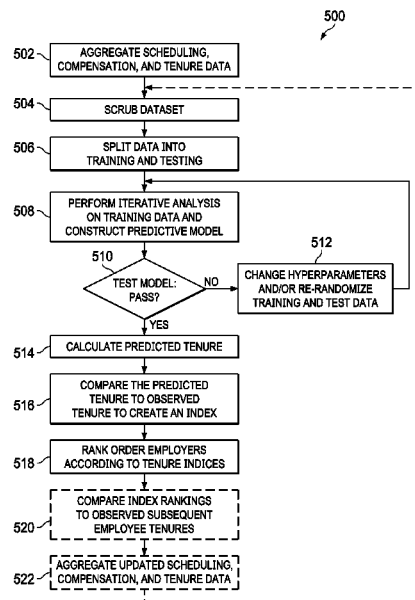 500
502
AGGREGATE SCHEDULING,
COMPENSATION, AND TENURE DATA
504
SCRUB DATASET
506
SPLIT DATA INTO
TRAINING AND TESTING
508
PERFORM ITERATIVE ANALYSIS
ON TRAINING DATA AND
CONSTRUCT PREDICTIVE MODEL
510
TEST MODEL:
PASS?
NO
512
CHANGE HYPERPARAMETERS
AND/OR RE-RANDOMIZE
TRAINING AND TEST DATA
YES
514
CALCULATE PREDICTED TENURE
516
COMPARE THE PREDICTED
TENURE TO OBSERVED
TENURE TO CREATE AN INDEX
518
RANK ORDER EMPLOYERS
ACCORDING TO TENURE INDICES
520
COMPARE INDEX RANKINGS
TO OBSERVED SUBSEQUENT
EMPLOYEE TENURES
522
AGGREGATE UPDATED SCHEDULING,
COMPENSATION, AND TENURE DATA